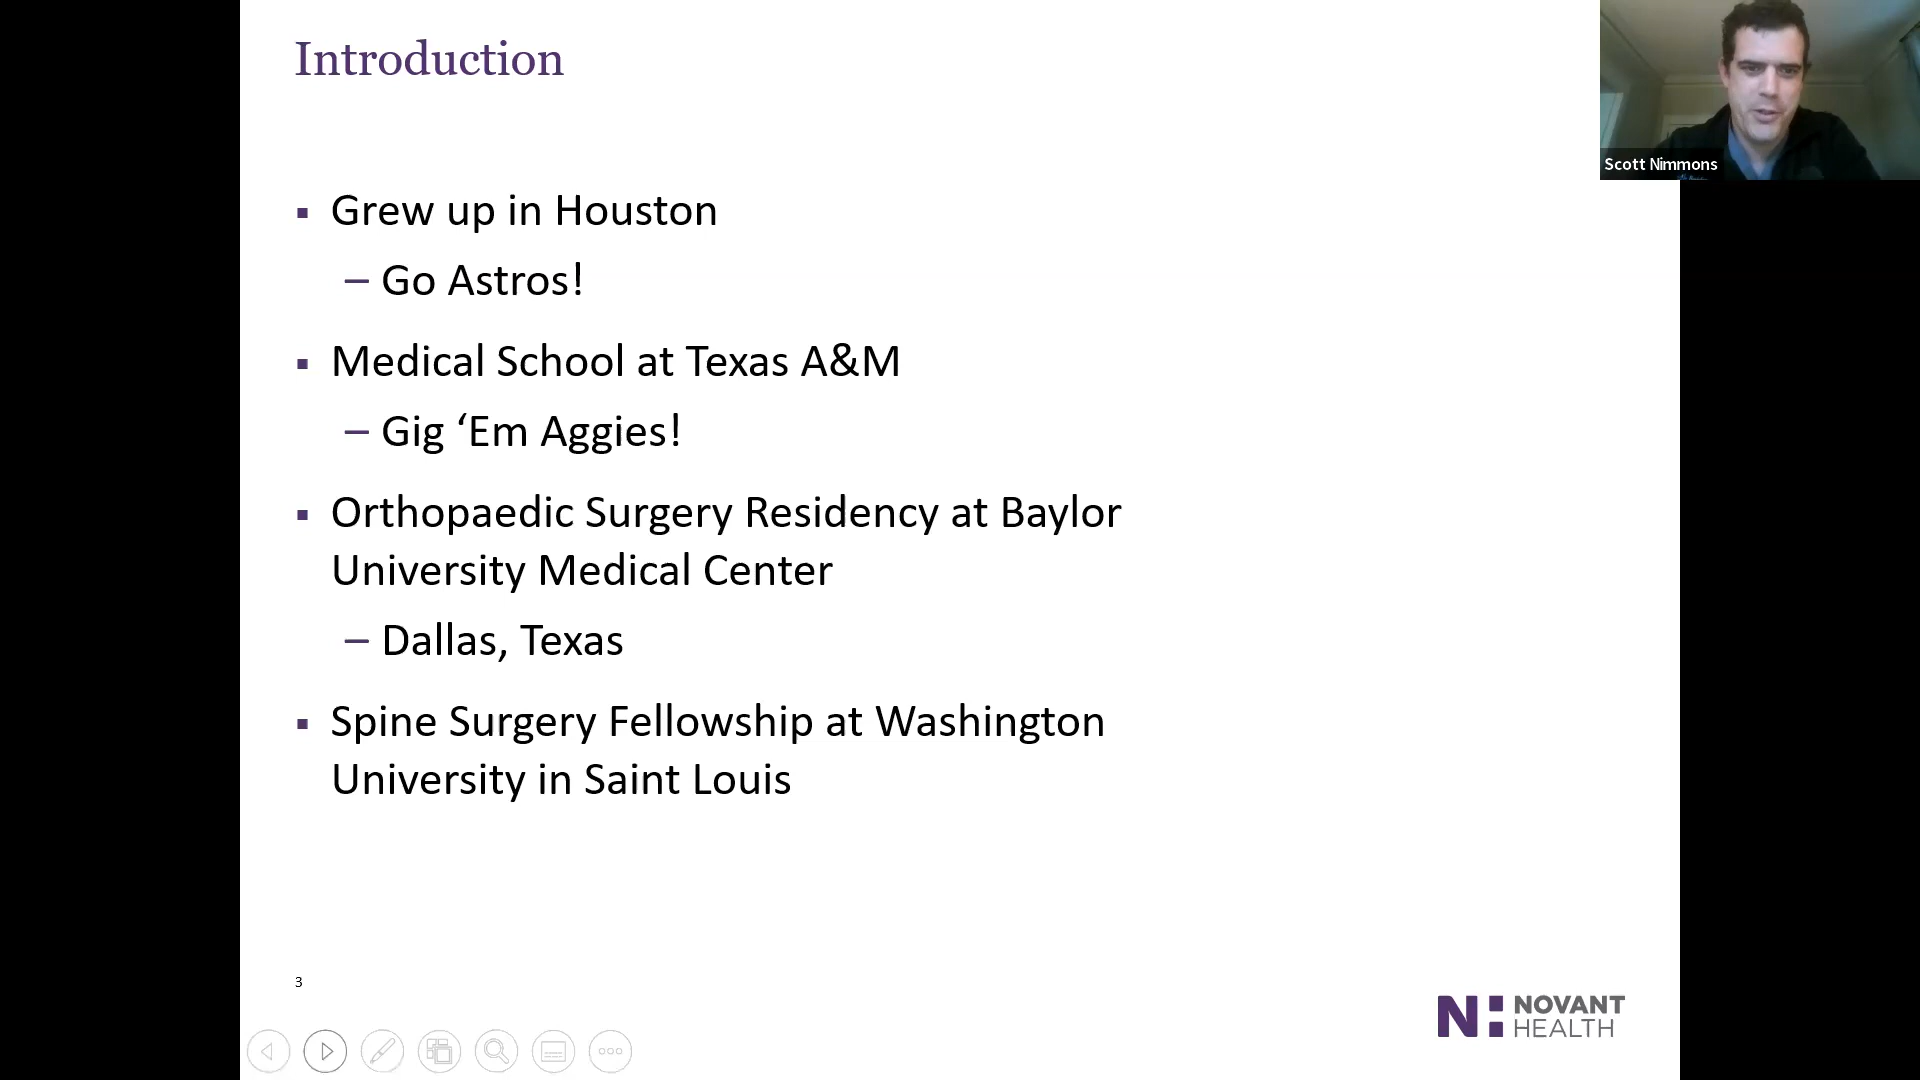 Introduction
Scott Nimmons
▪ Grew up in Houston
– Go Astros!
▪ Medical School at Texas A&M
– Gig ‘Em Aggies!
▪ Orthopaedic Surgery Residency at Baylor
University Medical Center
– Dallas, Texas
▪ Spine Surgery Fellowship at Washington
University in Saint Louis
3
NOVANT
HEALTH